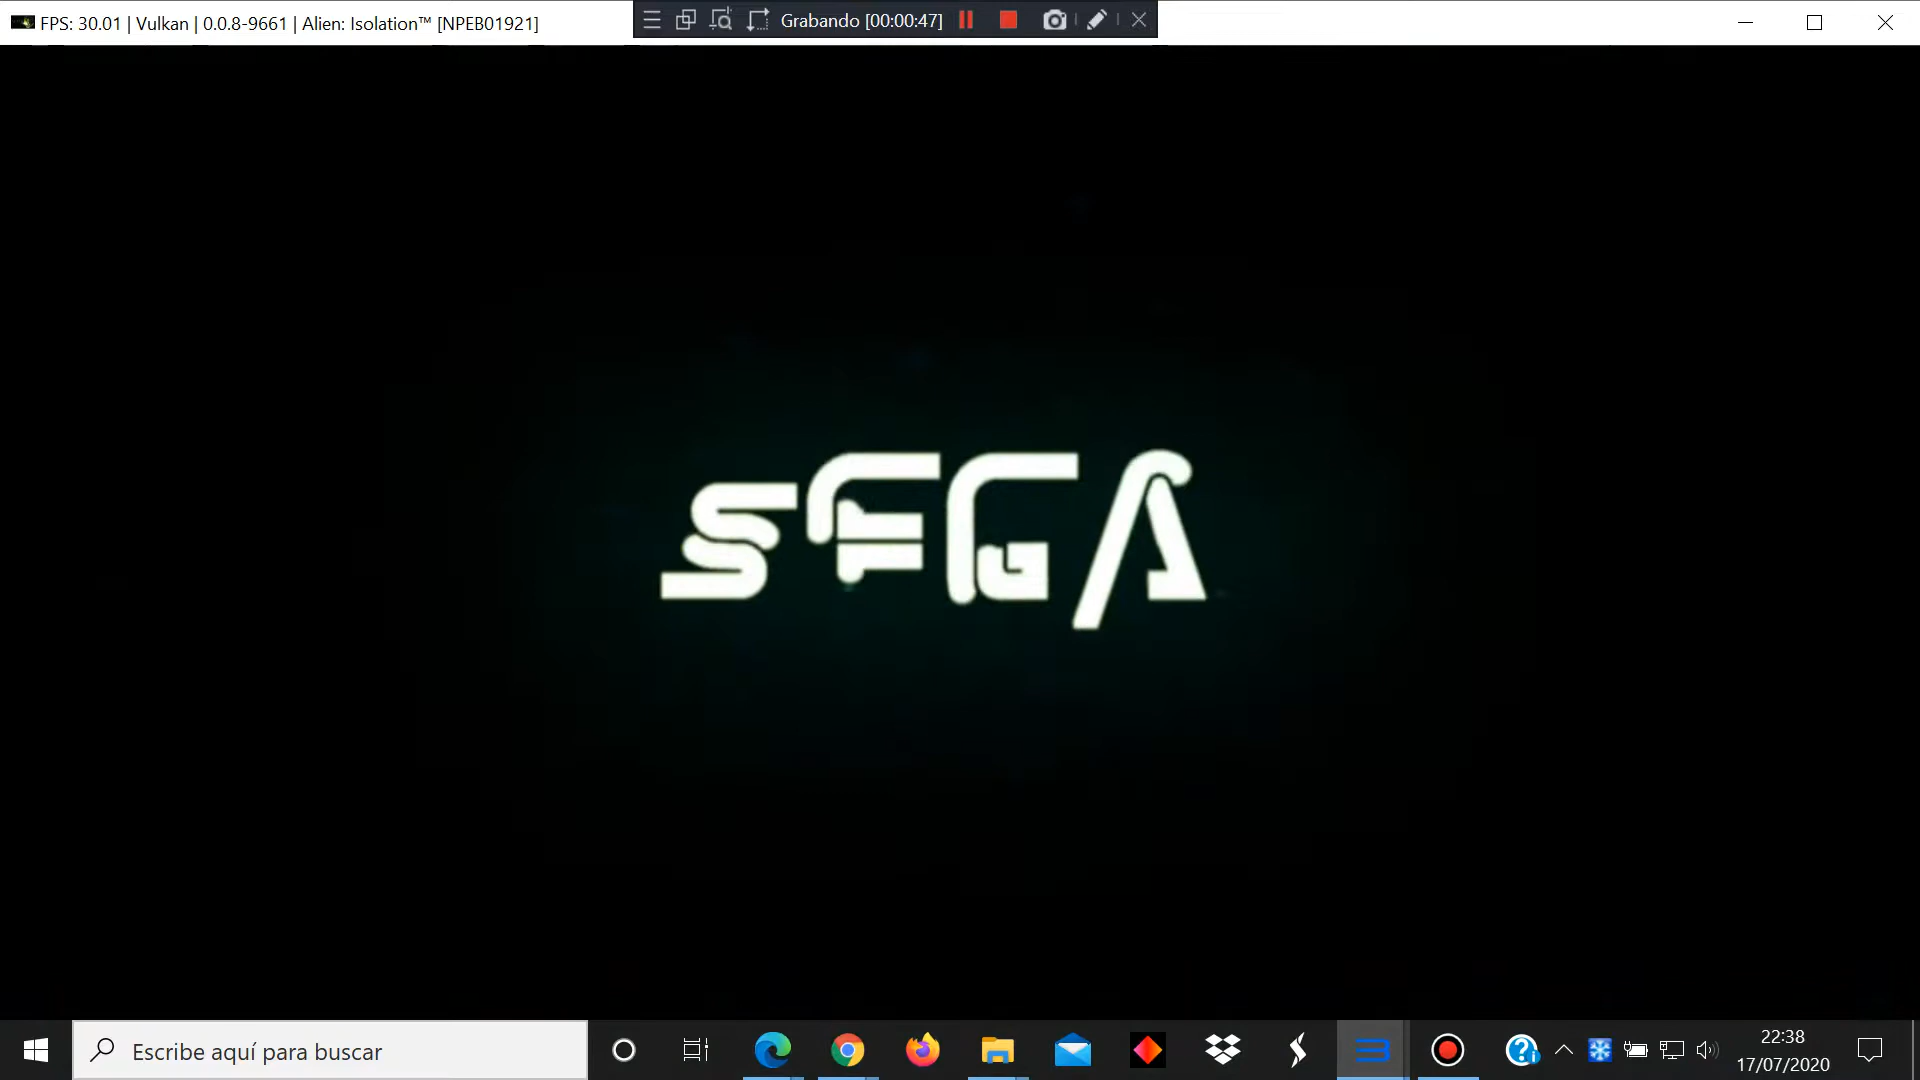 FPS: 30.01 | Vulkan | 0.0.8-9661 | Alien: Isolation™ [NPEB01921]
Grabando [00:00:47]
SEGA
Escribe aquí para buscar
22:38
17/07/2020